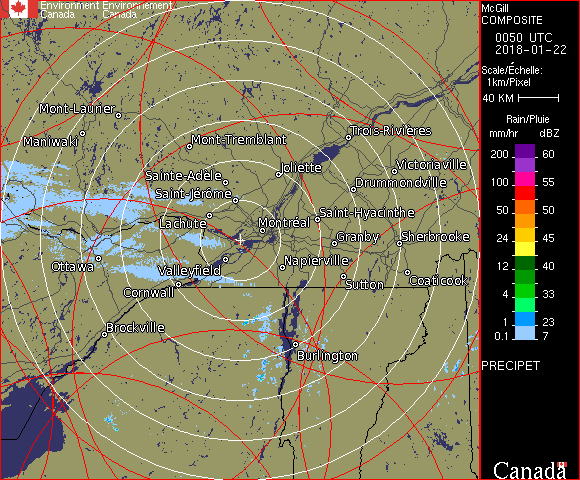 Environment Environnement
Canada Canada
McGill
COMPOSITE
0050 UTC
2018-01-22
Scale/Échelle:
1km/Pixel
40 KM
Rain/Pluie
mm/hr dBZ
200 60
155 55
100 55
50 50
24 45
12 40
4 33
1 23
0.1 7
PRECIPET
Canada
Mont-Laurier
Maniwaki
Mont-Tremblant
Trois-Rivières
Joliette
Victoriaville
Sainte-Adèle
Drummondville
Saint-Jérôme
Lachute
Saint-Hyacinthe
Montréal
Granby
Sherbrooke
Ottawa
Valleyfield
Napierville
Cornwall
Sutton
Coaticook
Brockville
Burlington